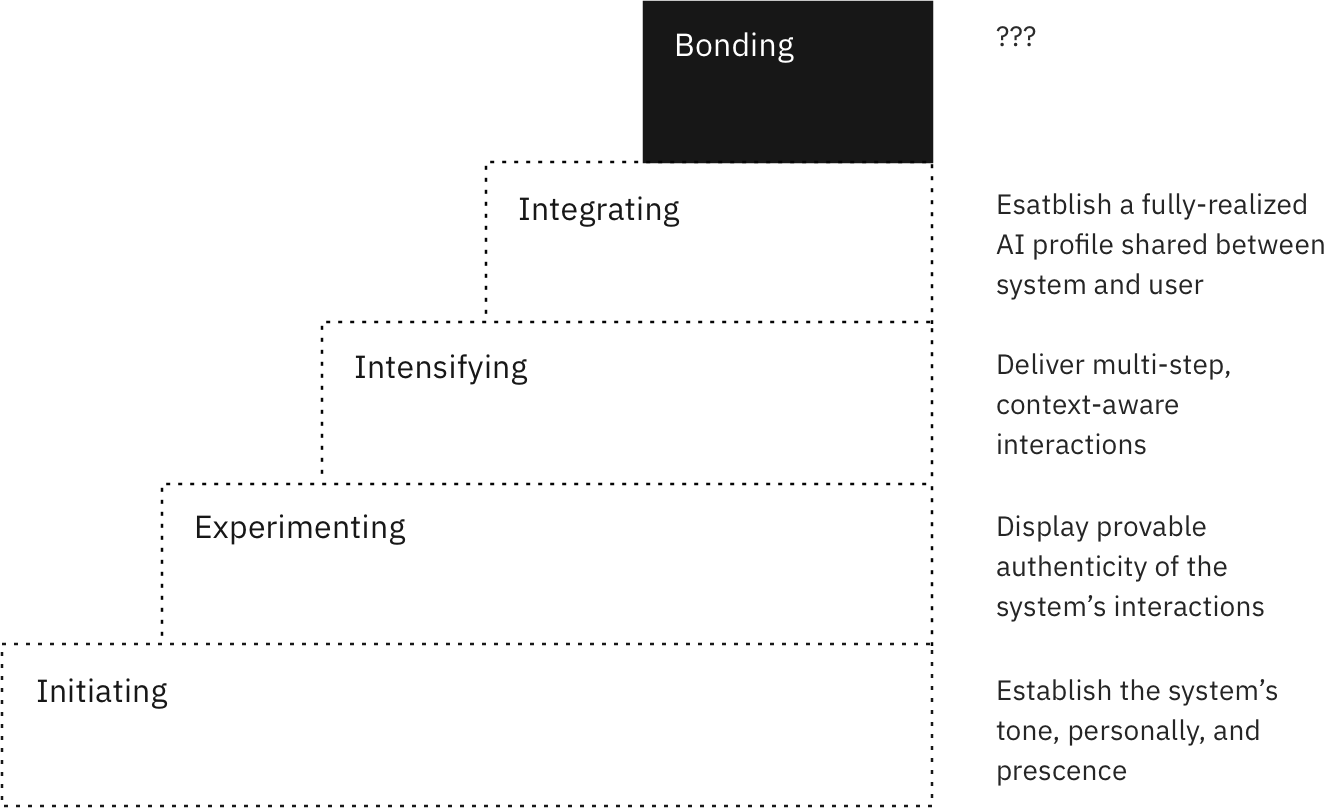 Bonding
???
Integrating
Esatblish a fully-realized
AI profile shared between
system and user
Intensifying
Deliver multi-step,
context-aware
interactions
Experimenting
Display provable
authenticity of the
system’s interactions
Initiating
Establish the system’s
tone, personally, and
prescence